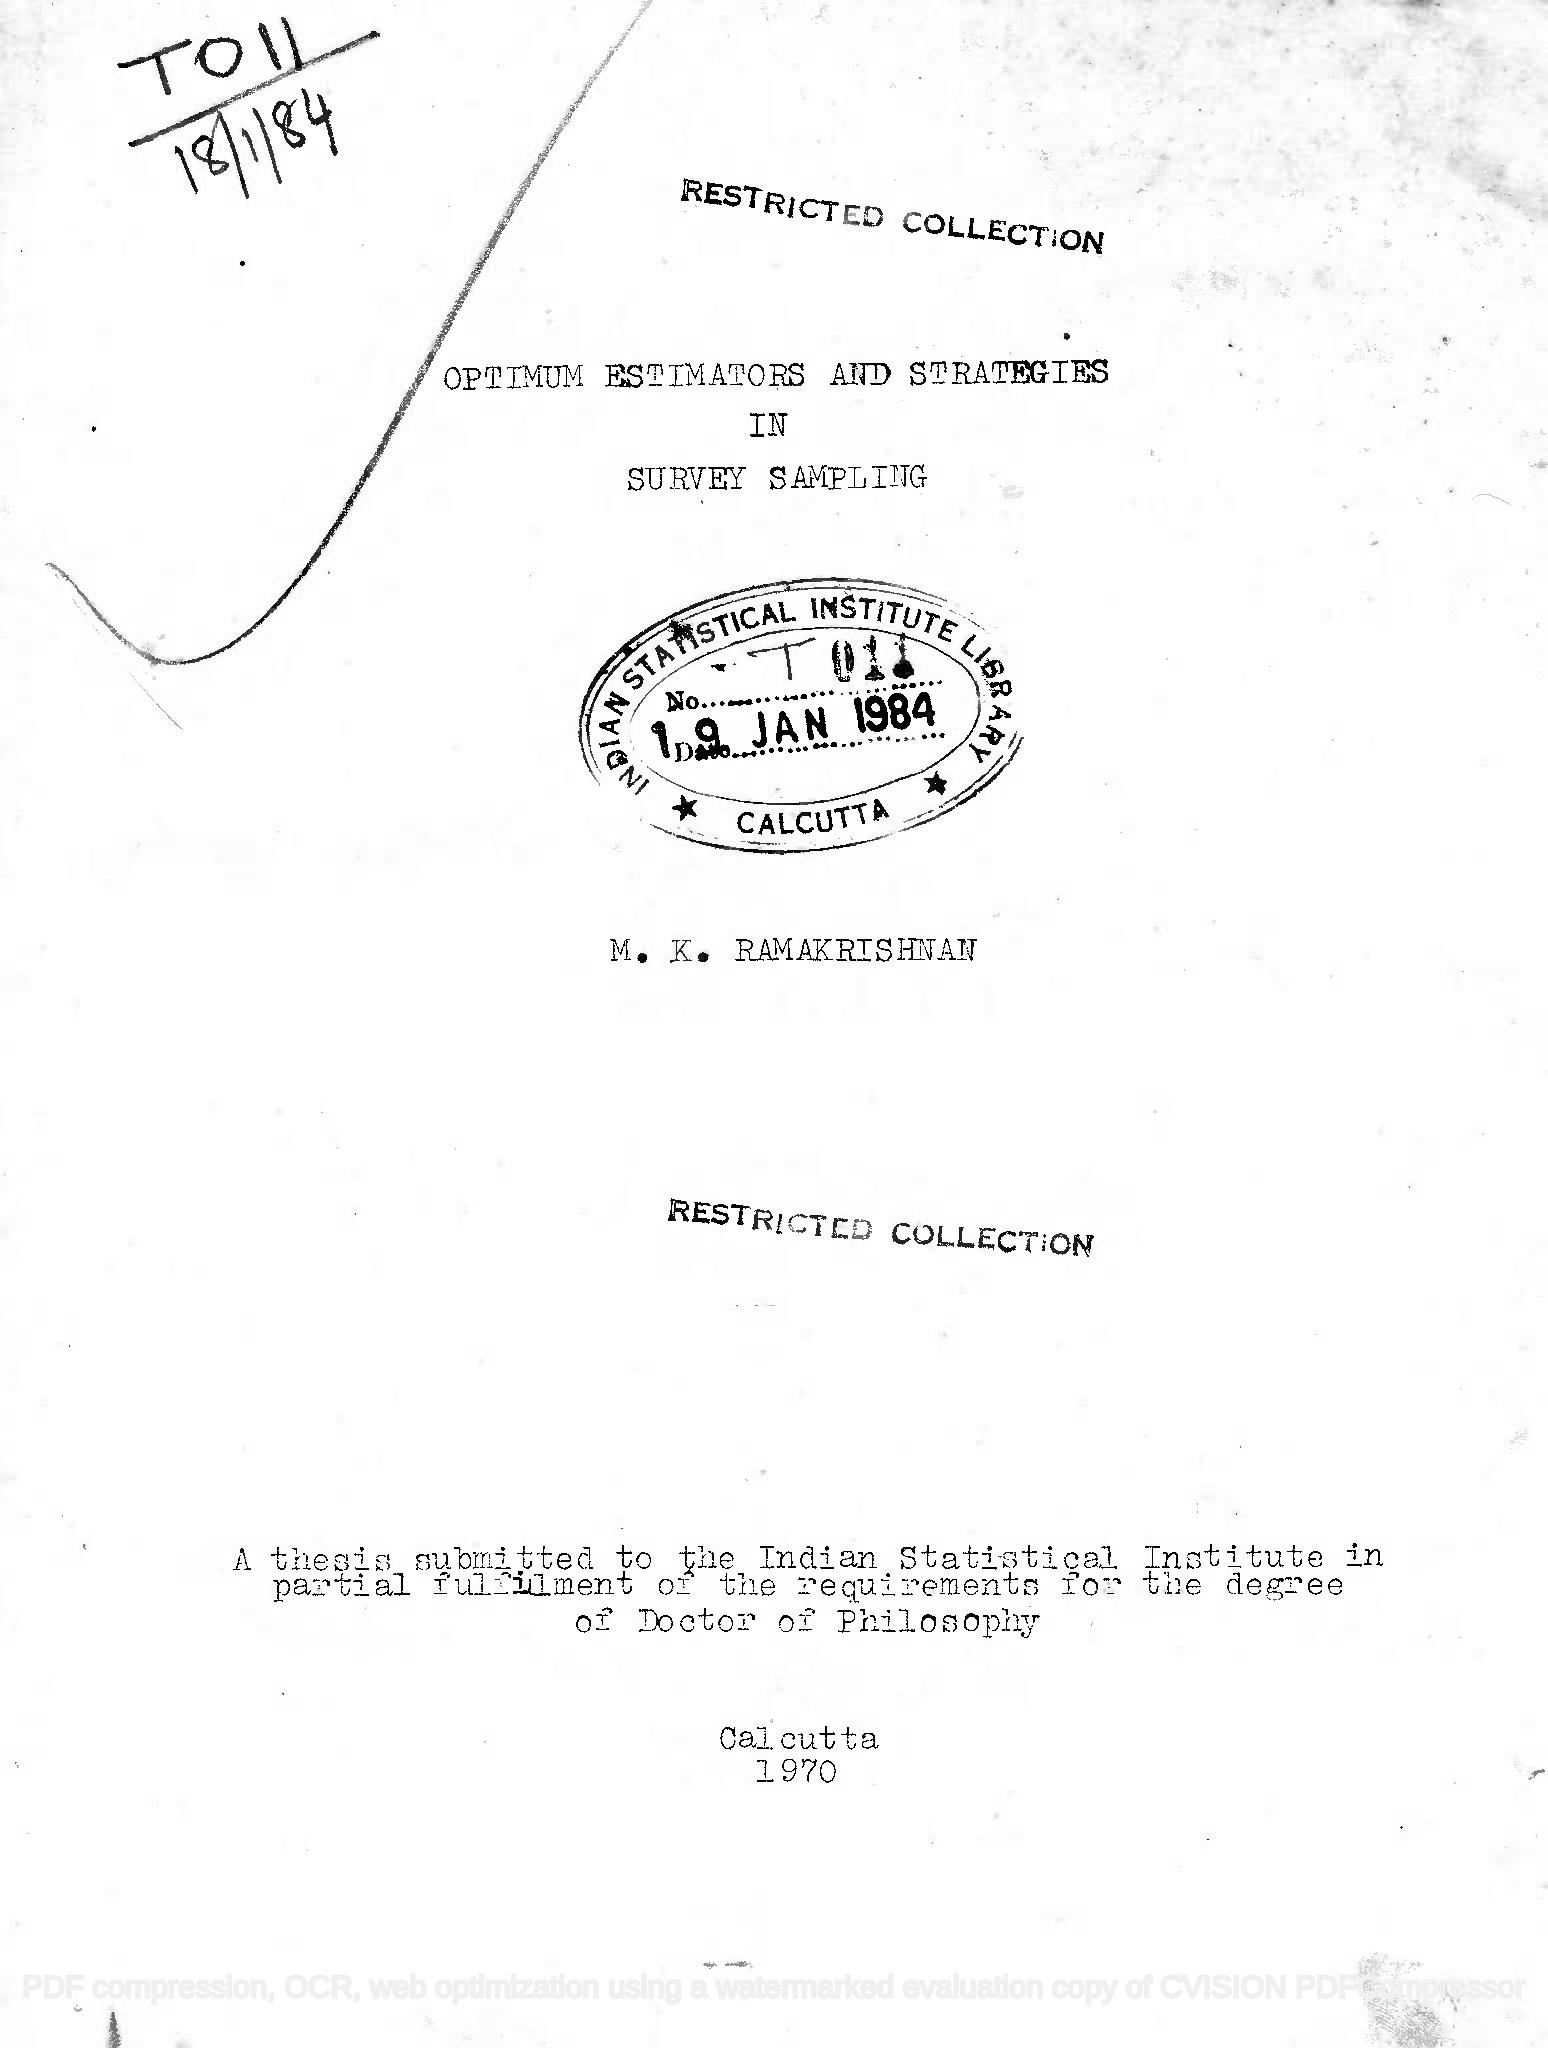 TO11
18/1/84
RESTRICTED COLLECTION
OPTIMUM ESTIMATORS AND STRATEGIES
IN
SURVEY SAMPLING
INDIAN STATISTICAL INSTITUTE LIBRARY
No. T 011
Date 19 JAN 1984
★ CALCUTTA ★
M. K. RAMAKRISHNAN
RESTRICTED COLLECTION
A thesis submitted to the Indian Statistical Institute in
partial fulfilment of the requirements for the degree
of Doctor of Philosophy
Calcutta
1970
PDF compression, OCR, web optimization using a watermarked evaluation copy of CVISION PDFCompressor